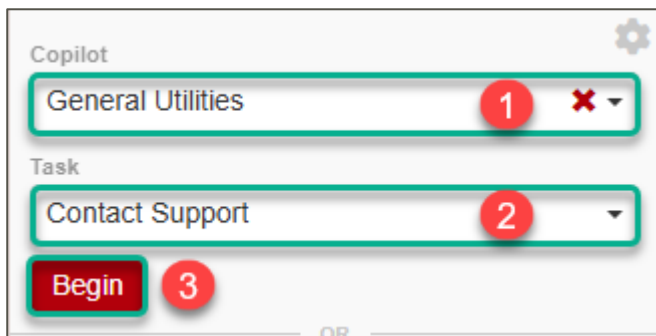 Copilot
General Utilities 1
Task
Contact Support 2
Begin 3
OR